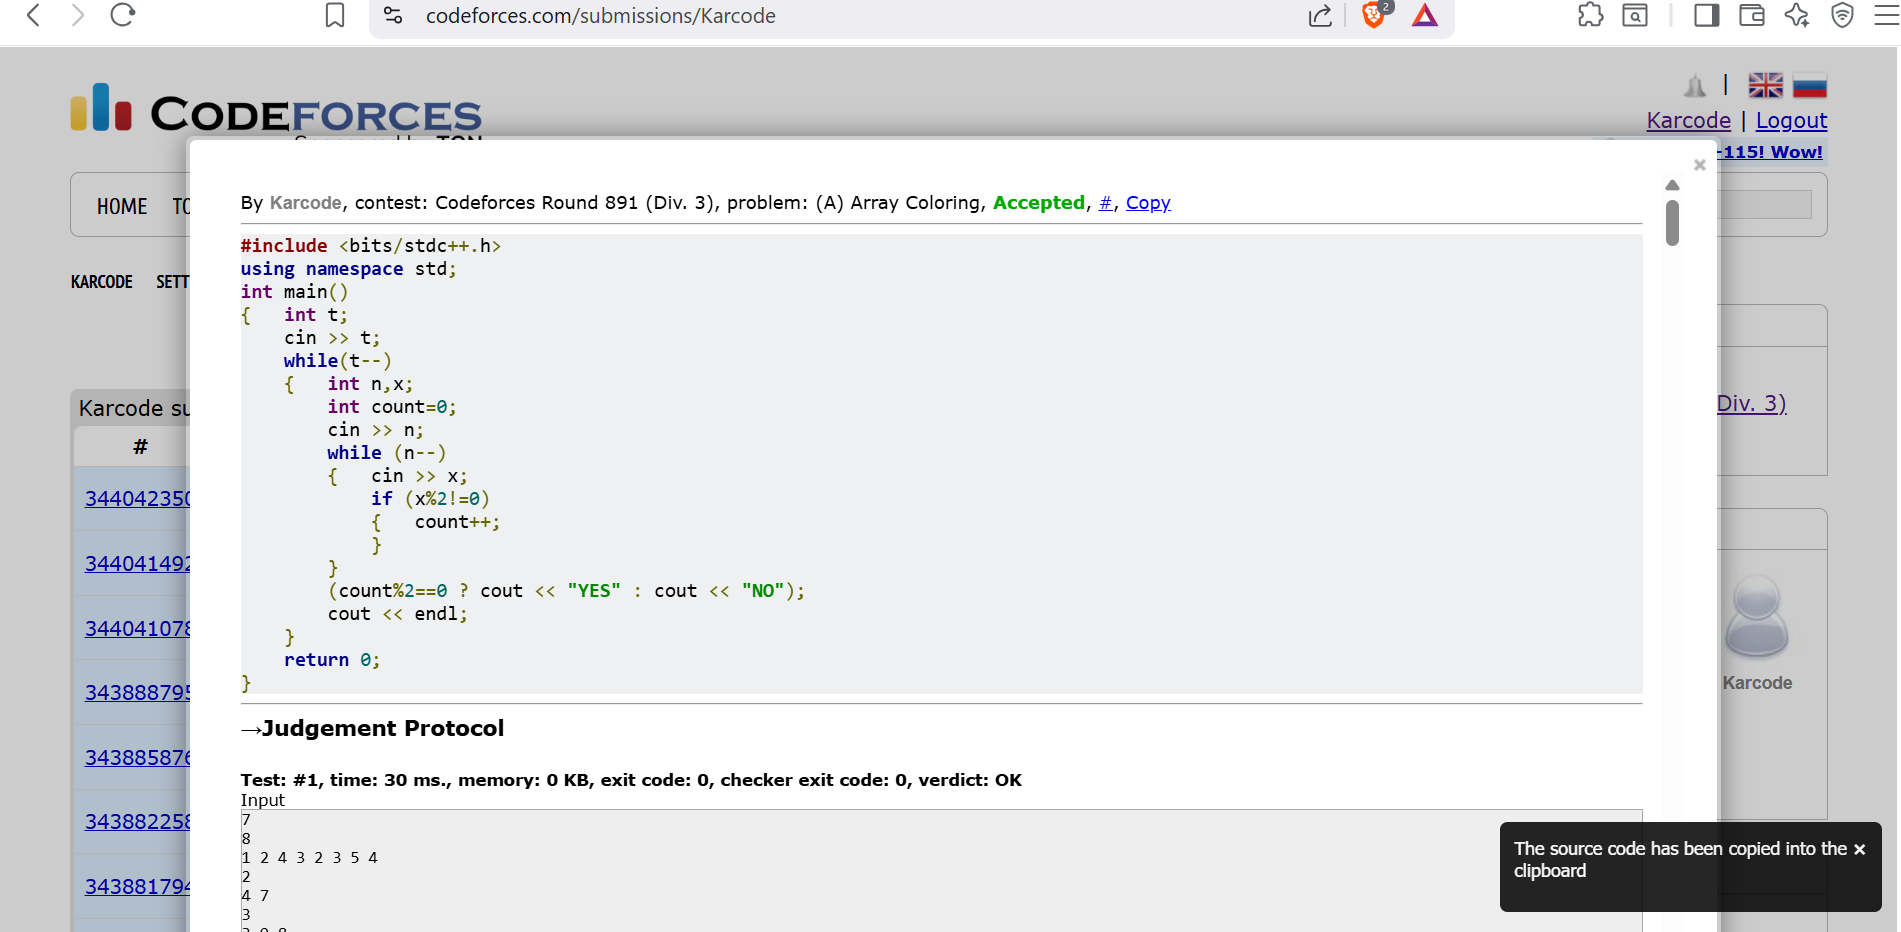 codeforces.com/submissions/Karcode
2
CODEFORCES
|
Karcode | Logout
-115! Wow!
HOME
KARCODE
Karcode su
#
344042350
344041492
344041078
343888795
343885876
343882258
343881794
By Karcode, contest: Codeforces Round 891 (Div. 3), problem: (A) Array Coloring, Accepted, #, Copy
#include <bits/stdc++.h>
using namespace std;
int main()
{   int t;
    cin >> t;
    while(t--)
    {   int n,x;
        int count=0;
        cin >> n;
        while (n--)
        {   cin >> x;
            if (x%2!=0)
            {   count++;
            }
        }
        (count%2==0 ? cout << "YES" : cout << "NO");
        cout << endl;
    }
    return 0;
}
→Judgement Protocol
Test: #1, time: 30 ms., memory: 0 KB, exit code: 0, checker exit code: 0, verdict: OK
Input
7
8
1 2 4 3 2 3 5 4
2
4 7
3
Div. 3)
Karcode
The source code has been copied into the ×
clipboard